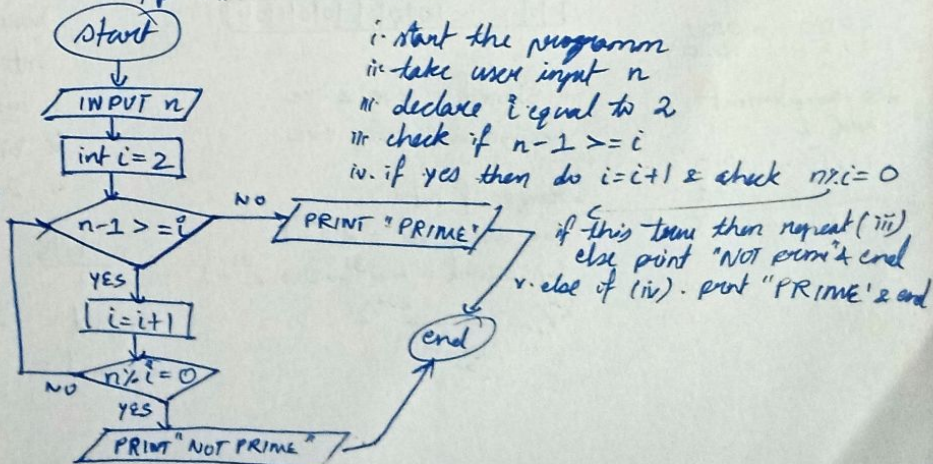 start
INPUT n
int i = 2
n-1 >= i
NO
PRINT "PRIME"
YES
i = i+1
n%i = 0
NO
YES
PRINT "NOT PRIME"
end
i. start the programm
ii. take user input n
iii. declare i equal to 2
iii. check if n-1 >= i
iv. if yes then do i = i+1 & check n%i = 0
if this true then repeat (iii)
else print "NOT prime" & end
v. else if (iv). print "PRIME' & end